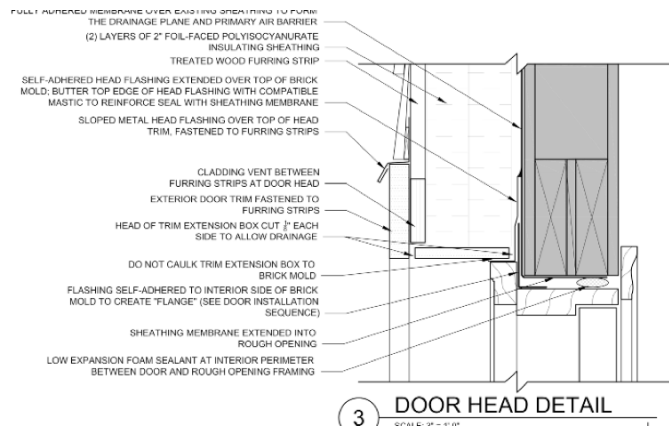 FULLY ADHERED MEMBRANE OVER EXISTING SHEATHING TO FORM
THE DRAINAGE PLANE AND PRIMARY AIR BARRIER
(2) LAYERS OF 2" FOIL-FACED POLYISOCYANURATE
INSULATING SHEATHING
TREATED WOOD FURRING STRIP
SELF-ADHERED HEAD FLASHING EXTENDED OVER TOP OF BRICK
MOLD; BUTTER TOP EDGE OF HEAD FLASHING WITH COMPATIBLE
MASTIC TO REINFORCE SEAL WITH SHEATHING MEMBRANE
SLOPED METAL HEAD FLASHING OVER TOP OF HEAD
TRIM, FASTENED TO FURRING STRIPS
CLADDING VENT BETWEEN
FURRING STRIPS AT DOOR HEAD
EXTERIOR DOOR TRIM FASTENED TO
FURRING STRIPS
HEAD OF TRIM EXTENSION BOX CUT EACH
SIDE TO ALLOW DRAINAGE
DO NOT CAULK TRIM EXTENSION BOX TO
BRICK MOLD
FLASHING SELF-ADHERED TO INTERIOR SIDE OF BRICK
MOLD TO CREATE "FLANGE" (SEE DOOR INSTALLATION
SEQUENCE)
SHEATHING MEMBRANE EXTENDED INTO
ROUGH OPENING
LOW EXPANSION FOAM SEALANT AT INTERIOR PERIMETER
BETWEEN DOOR AND ROUGH OPENING FRAMING
3 DOOR HEAD DETAIL
SCALE: 3" = 1'-0"